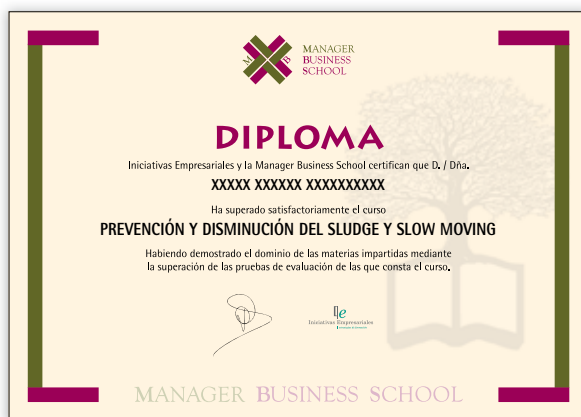 M B
MANAGER
BUSINESS
SCHOOL
DIPLOMA
Iniciativas Empresariales y la Manager Business School certifican que D. / Dña.
XXXXX XXXXXX XXXXXXXXXX
Ha superado satisfactoriamente el curso
PREVENCIÓN Y DISMINUCIÓN DEL SLUDGE Y SLOW MOVING
Habiendo demostrado el dominio de las materias impartidas mediante
la superación de las pruebas de evaluación de las que consta el curso.
Iniciativas Empresariales
MANAGER BUSINESS SCHOOL